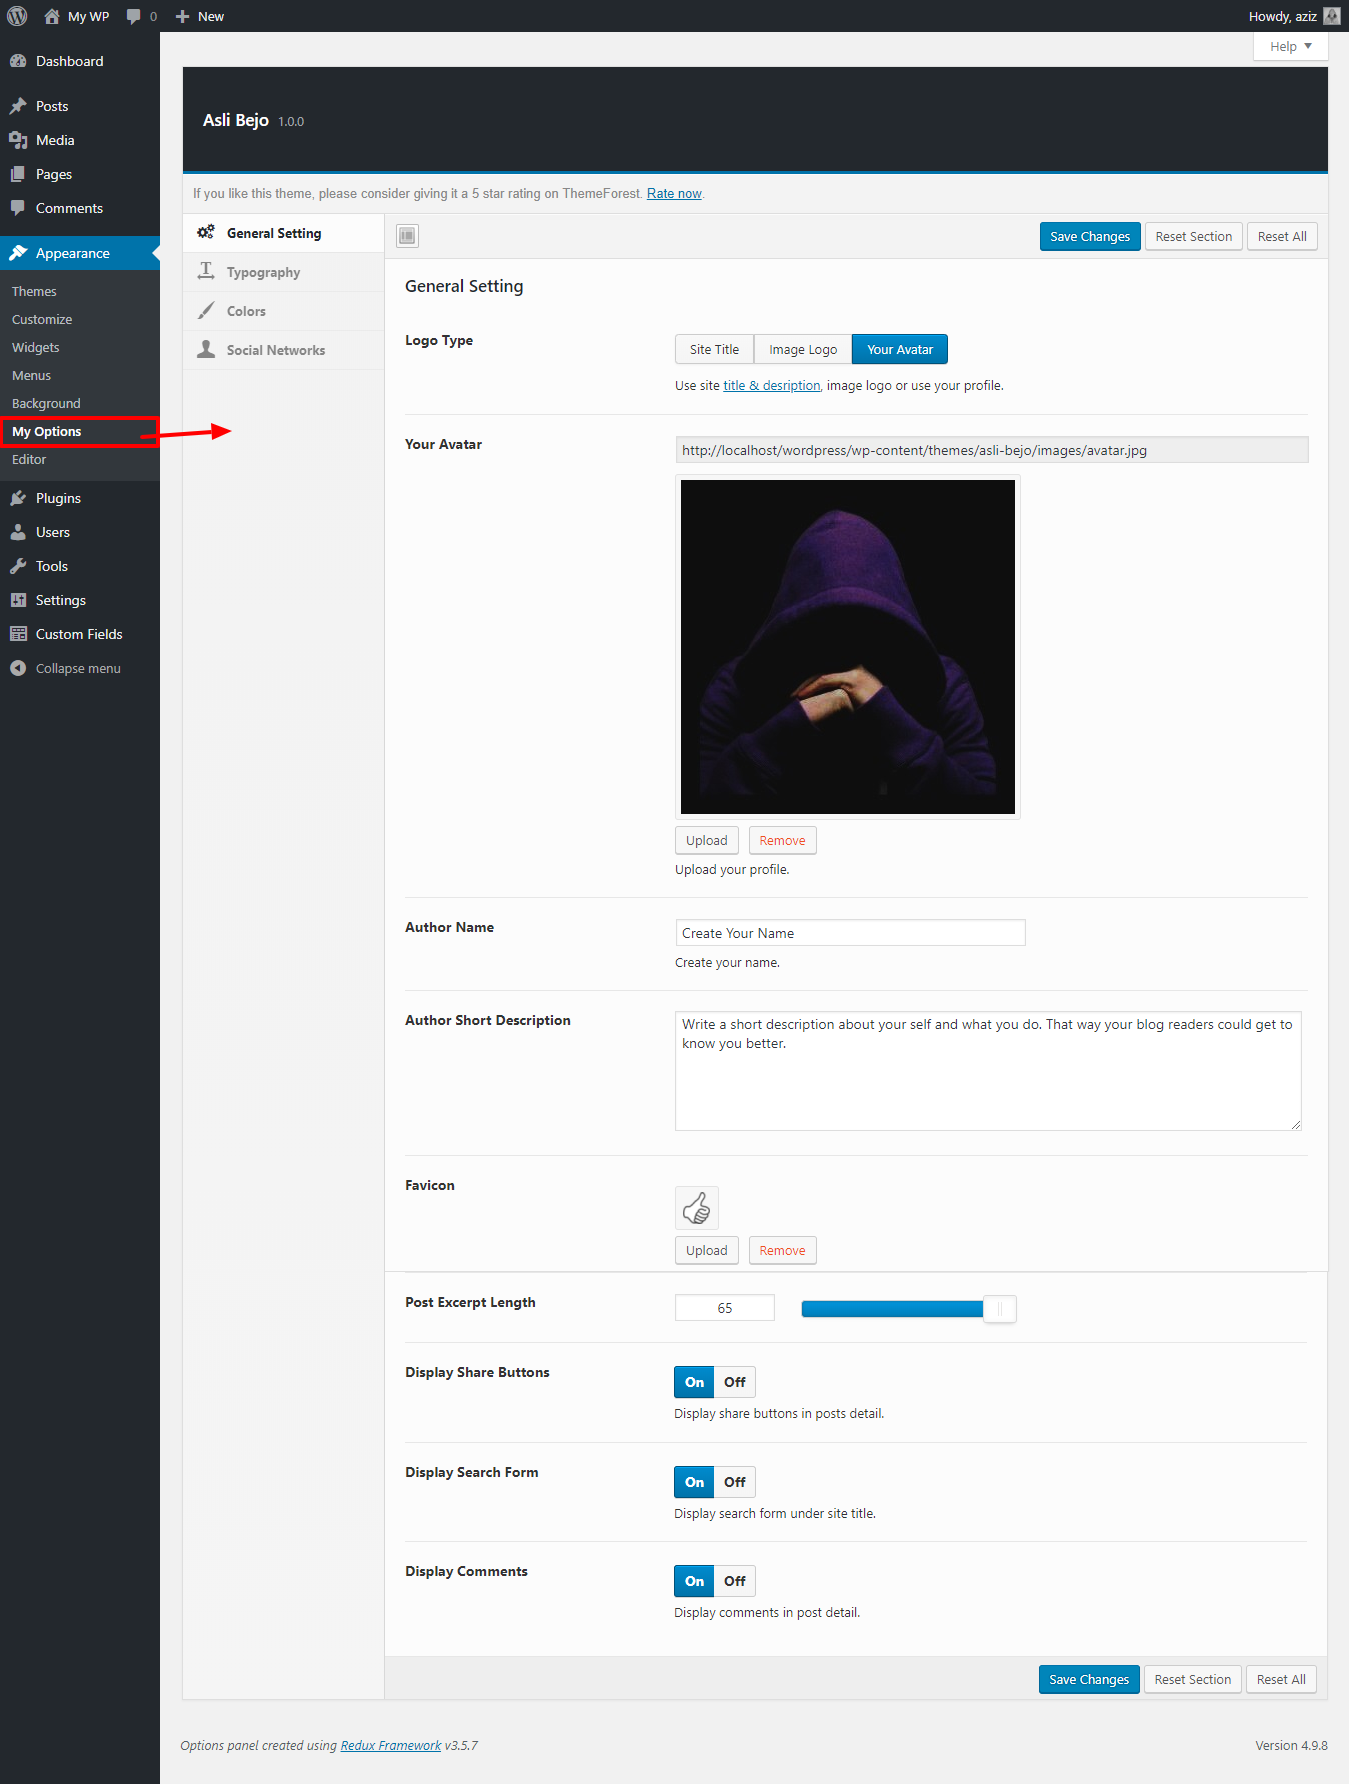 My WP
0
New
Howdy, aziz
Help
Dashboard
Posts
Media
Pages
Comments
Appearance
Themes
Customize
Widgets
Menus
Background
My Options
Editor
Plugins
Users
Tools
Settings
Custom Fields
Collapse menu
Asli Bejo 1.0.0
If you like this theme, please consider giving it a 5 star rating on ThemeForest. Rate now.
General Setting
Typography
Colors
Social Networks
Save Changes
Reset Section
Reset All
General Setting
Logo Type
Site Title
Image Logo
Your Avatar
Use site title & desription, image logo or use your profile.
Your Avatar
http://localhost/wordpress/wp-content/themes/asli-bejo/images/avatar.jpg
Upload
Remove
Upload your profile.
Author Name
Create Your Name
Create your name.
Author Short Description
Write a short description about your self and what you do. That way your blog readers could get to
know you better.
Favicon
Upload
Remove
Post Excerpt Length
65
Display Share Buttons
On
Off
Display share buttons in posts detail.
Display Search Form
On
Off
Display search form under site title.
Display Comments
On
Off
Display comments in post detail.
Save Changes
Reset Section
Reset All
Options panel created using Redux Framework v3.5.7
Version 4.9.8